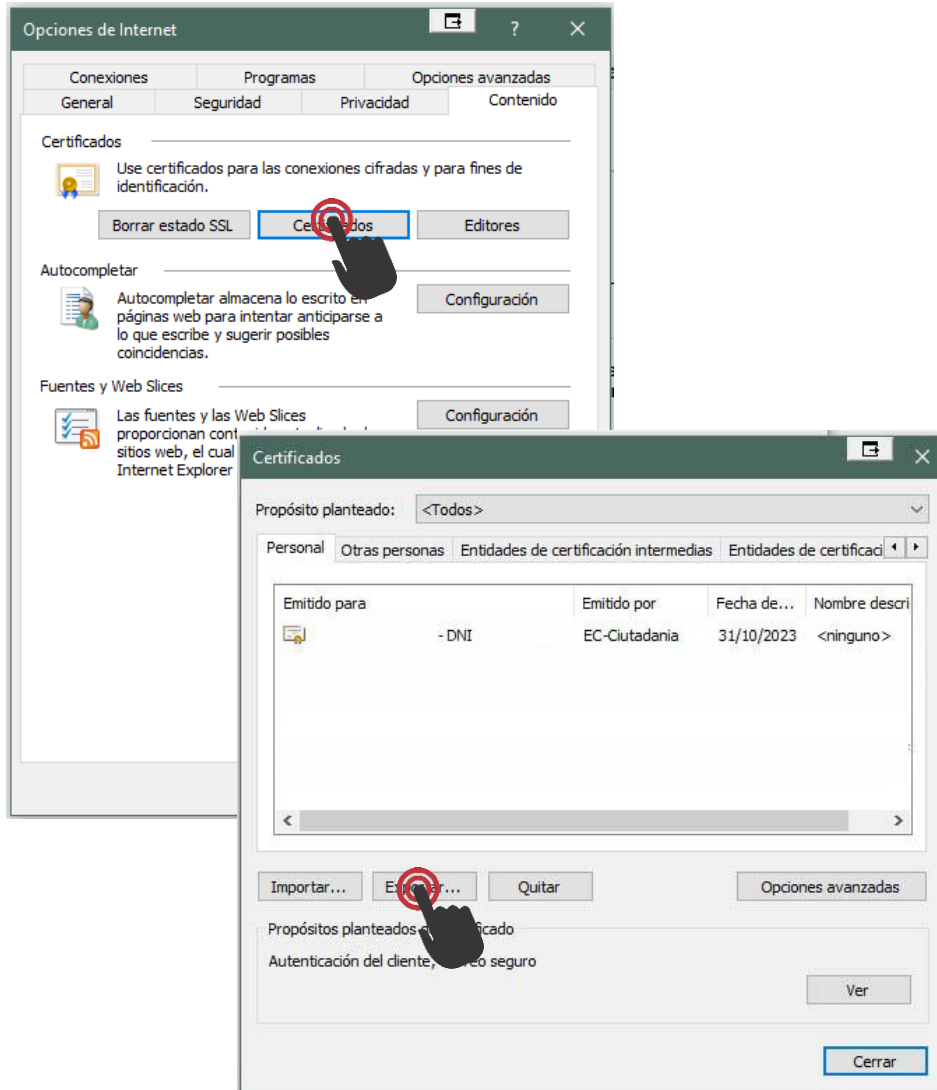 Opciones de Internet
?
Conexiones Programas Opciones avanzadas
General Seguridad Privacidad Contenido
Certificados
Use certificados para las conexiones cifradas y para fines de
identificación.
Borrar estado SSL Editores
Autocompletar
Autocompletar almacena lo escrito en
páginas web para intentar anticiparse a
lo que escribe y sugerir posibles
coincidencias.
Configuración
Fuentes y Web Slices
Las fuentes y las Web Slices
proporcionan
sitios web, el cual
Internet Explorer
Configuración
Certificados
Propósito planteado: <Todos>
Personal Otras personas Entidades de certificación intermedias Entidades de certificaci
Emitido para Emitido por Fecha de... Nombre descri
- DNI EC-Ciutadania 31/10/2023 <ninguno>
Importar... Quitar Opciones avanzadas
Propósitos planteados
Autenticación del cliente, seguro
Ver
Cerrar